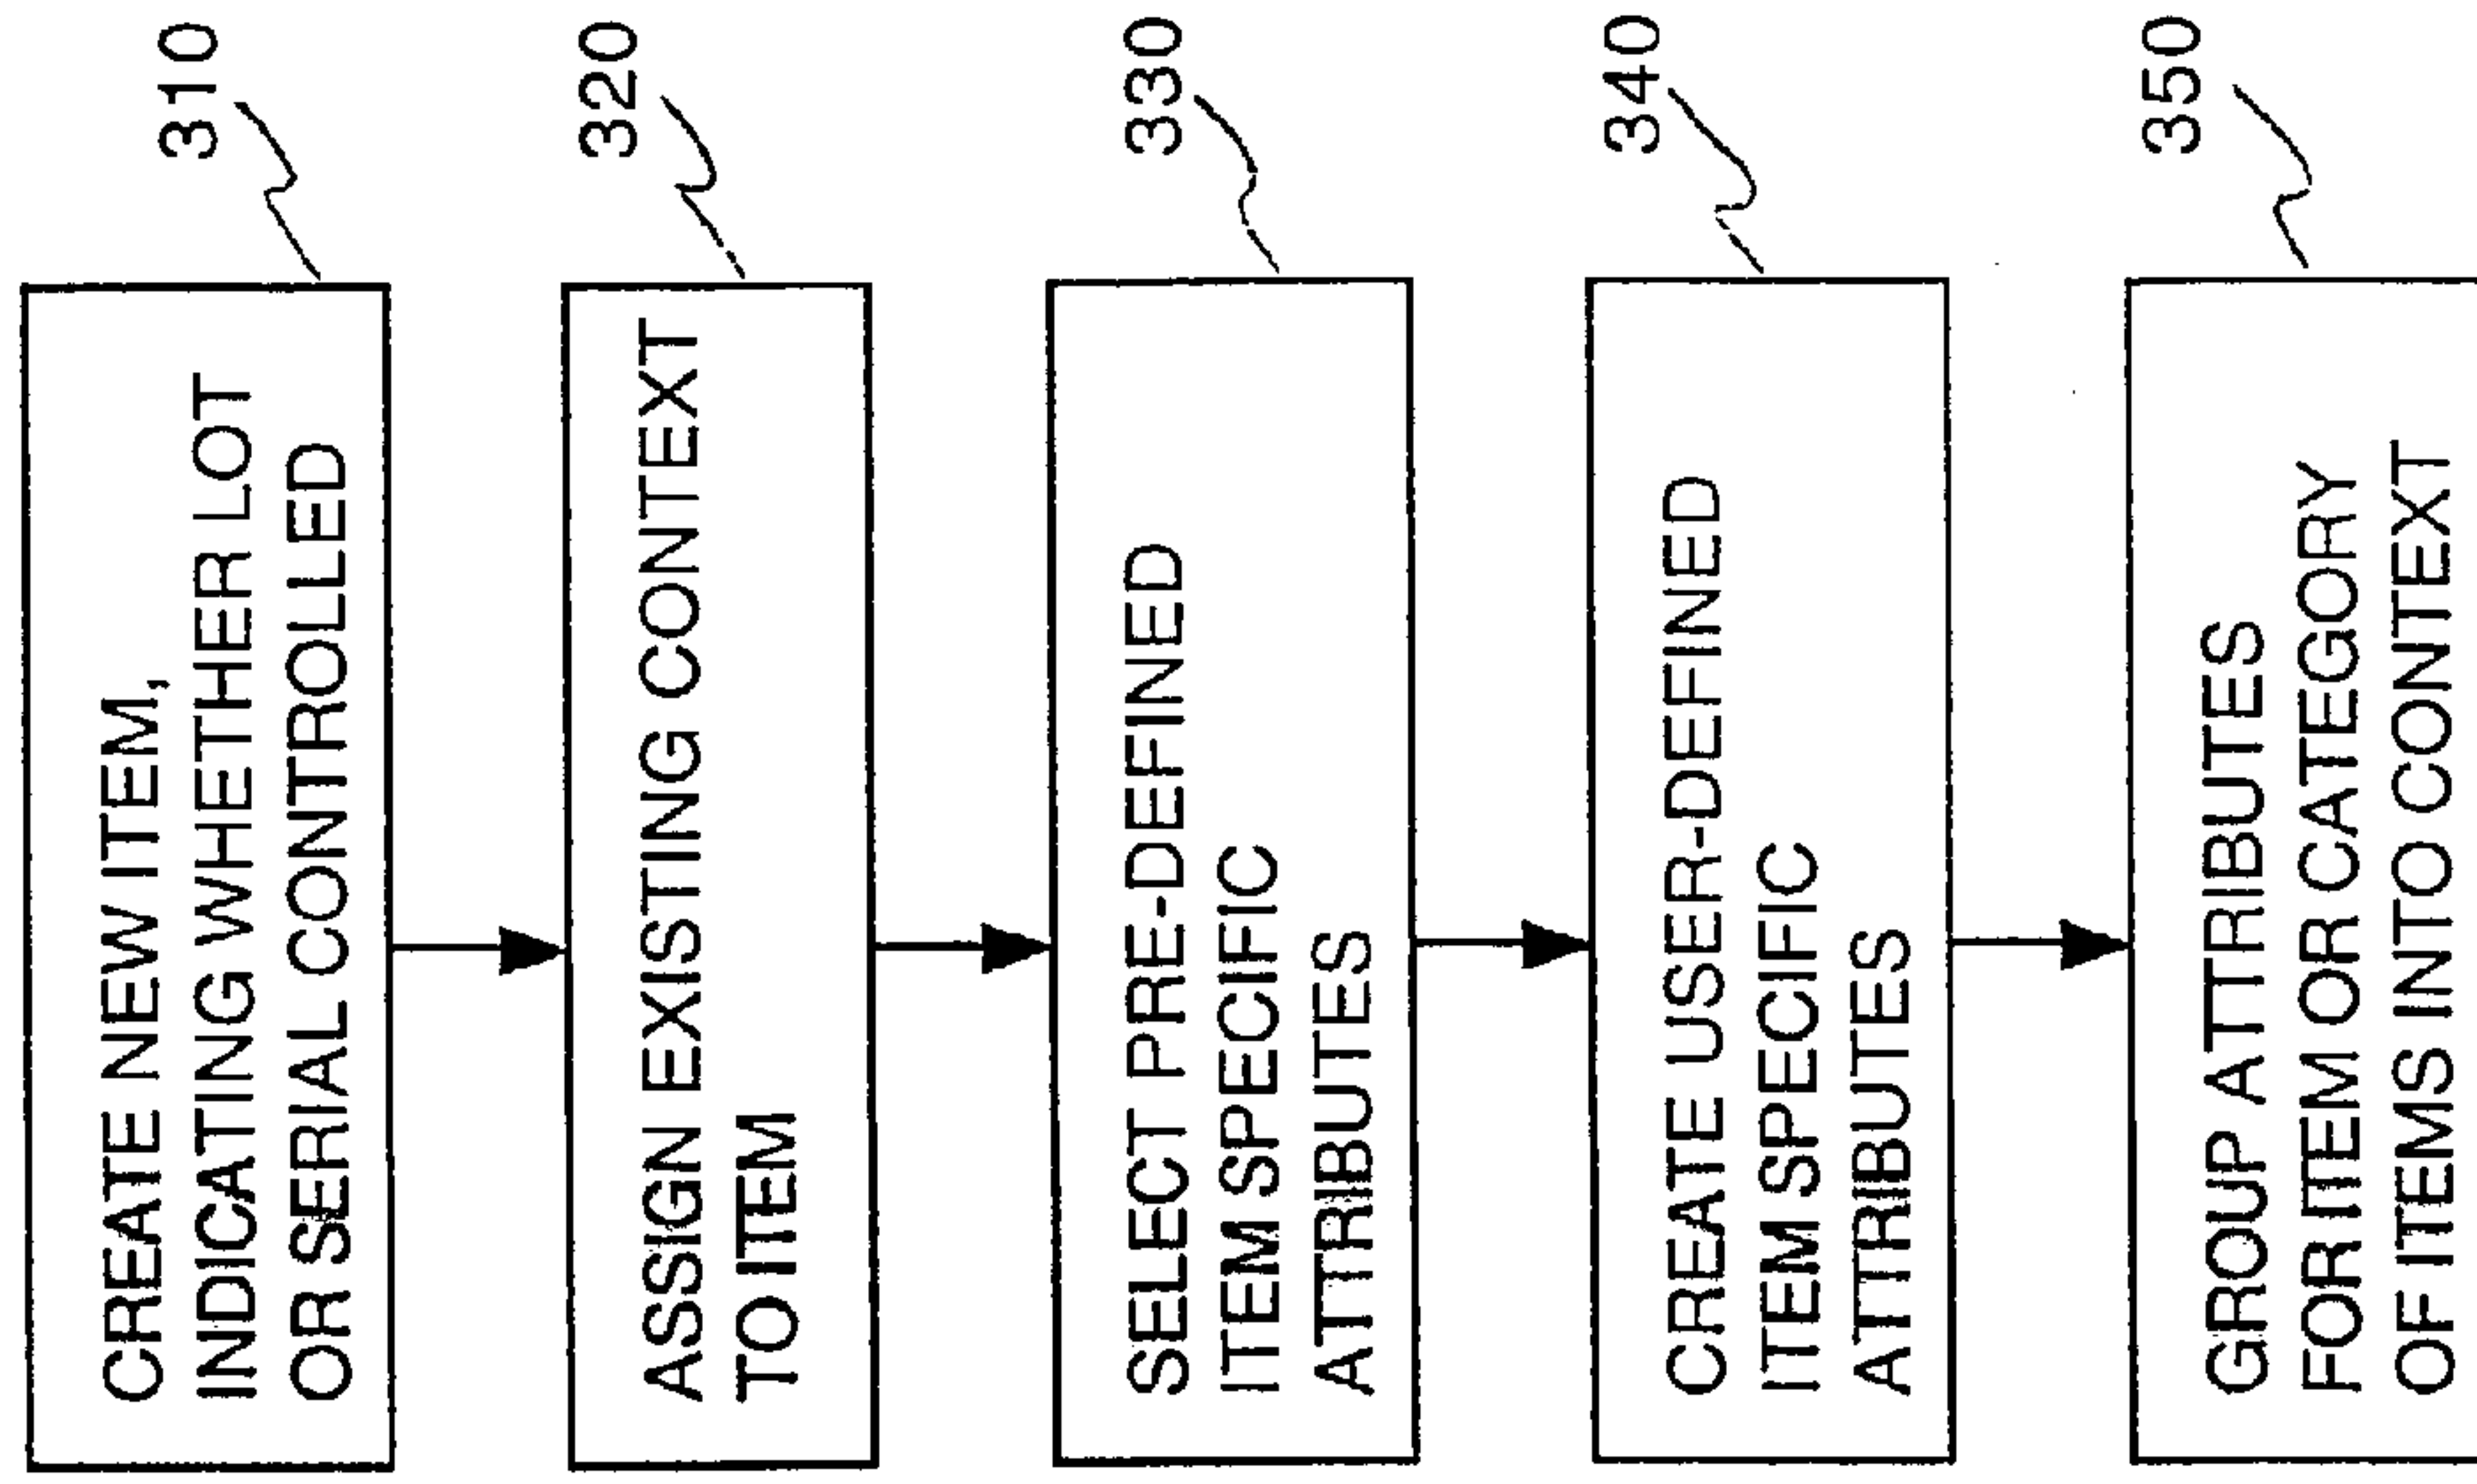 CREATE NEW ITEM,
INDICATING WHETHER LOT
OR SERIAL CONTROLLED
310
ASSIGN EXISTING CONTEXT
TO ITEM
320
SELECT PRE-DEFINED
ITEM SPECIFIC
ATTRIBUTES
330
CREATE USER-DEFINED
ITEM SPECIFIC
ATTRIBUTES
340
GROUP ATTRIBUTES
FOR ITEM OR CATEGORY
OF ITEMS INTO CONTEXT
350